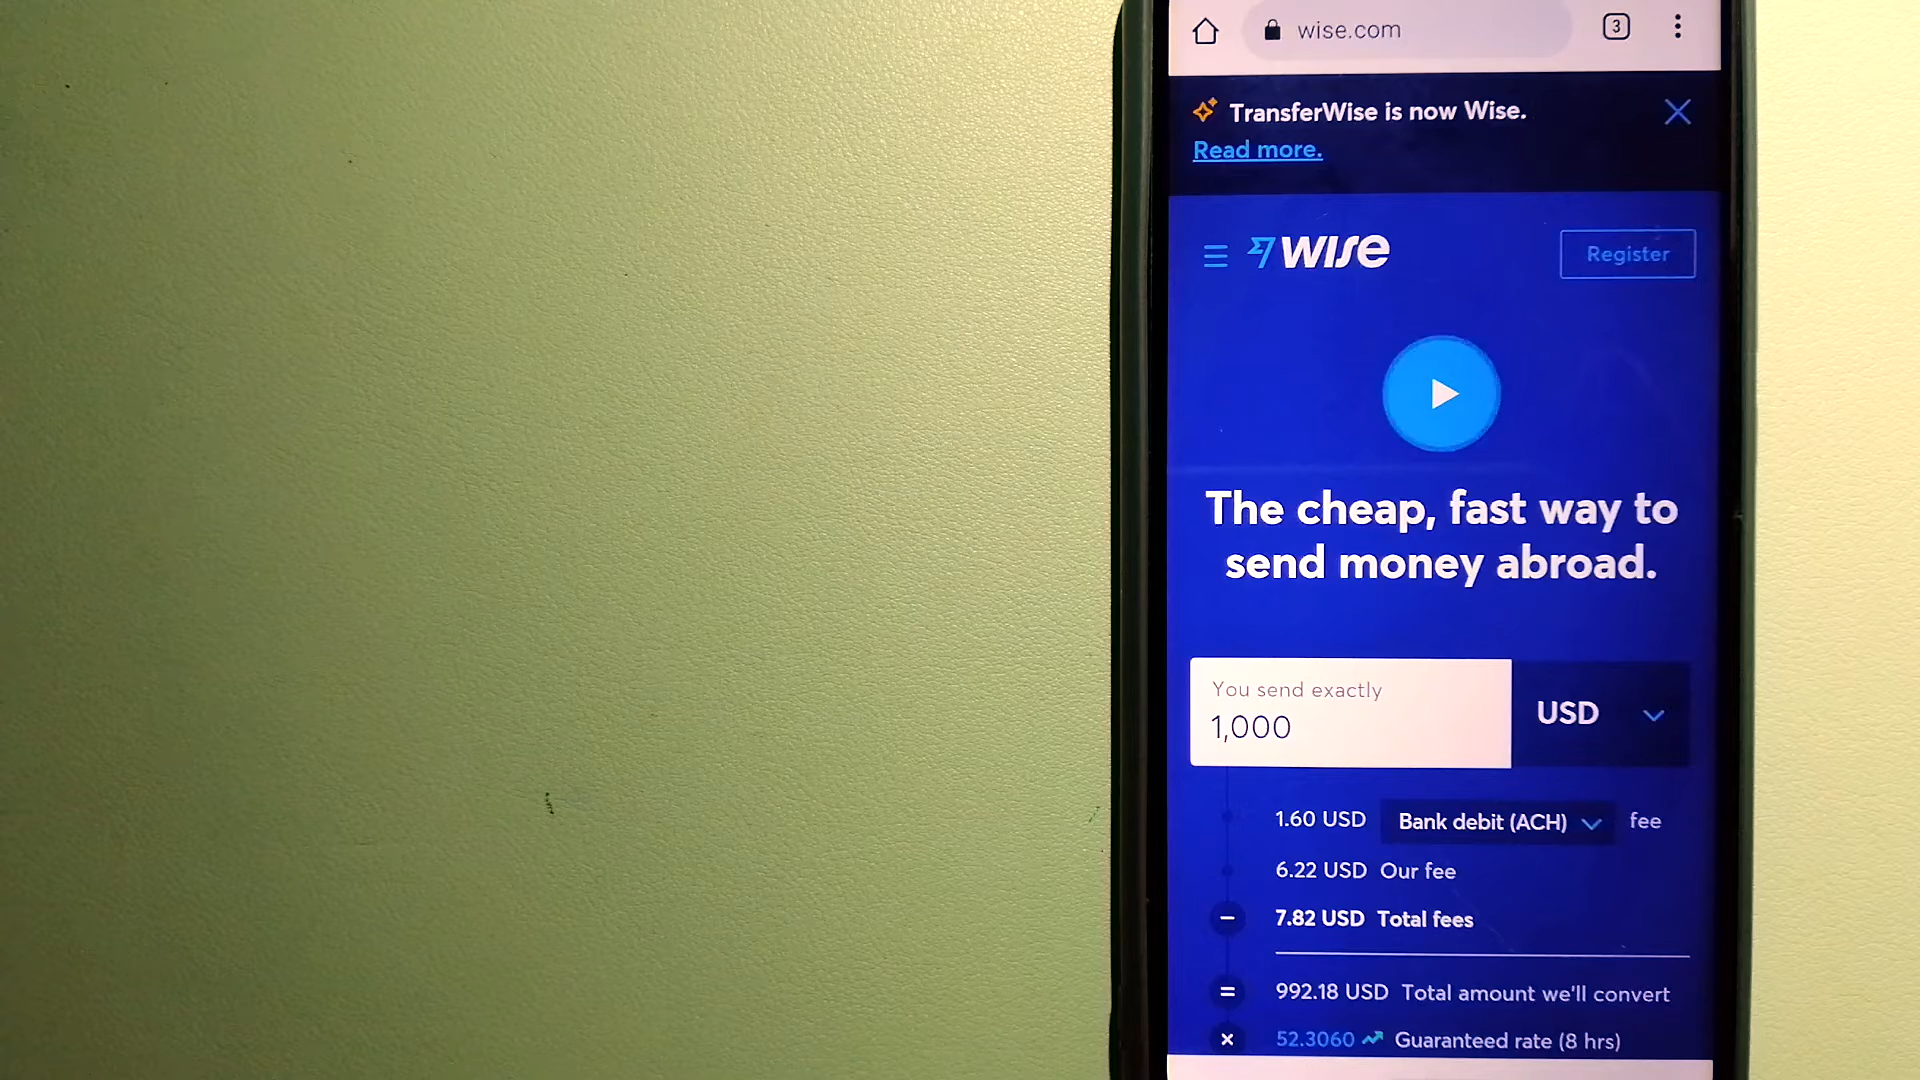 wise.com
3
TransferWise is now Wise.
Read more.
wise
Register
The cheap, fast way to
send money abroad.
You send exactly
1,000
USD
1.60 USD Bank debit (ACH) fee
6.22 USD Our fee
− 7.82 USD Total fees
= 992.18 USD Total amount we'll convert
× 52.3060 Guaranteed rate (8 hrs)